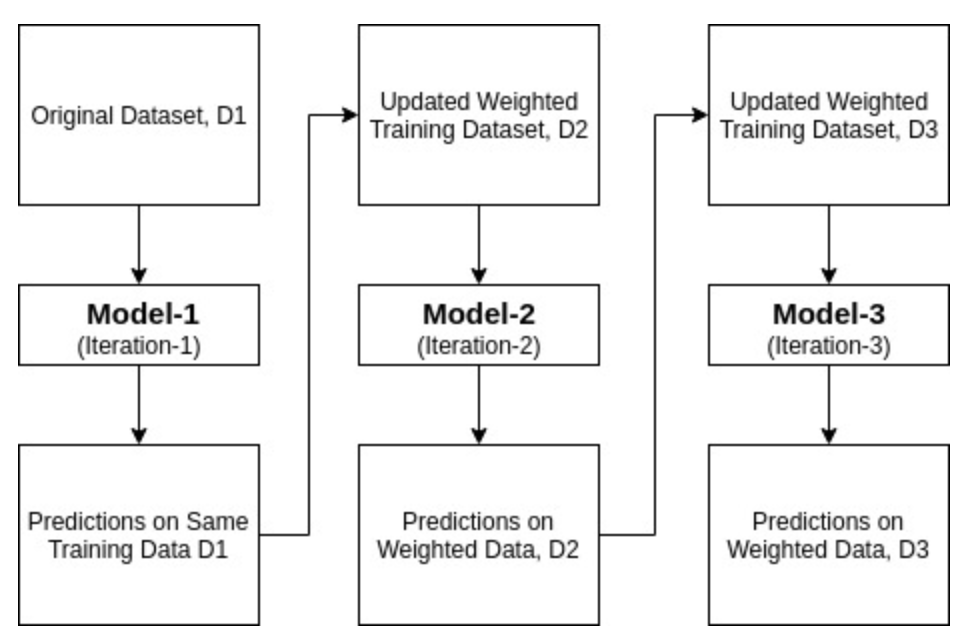 Original Dataset, D1
Model-1
(Iteration-1)
Predictions on Same
Training Data D1
Updated Weighted
Training Dataset, D2
Model-2
(Iteration-2)
Predictions on
Weighted Data, D2
Updated Weighted
Training Dataset, D3
Model-3
(Iteration-3)
Predictions on
Weighted Data, D3